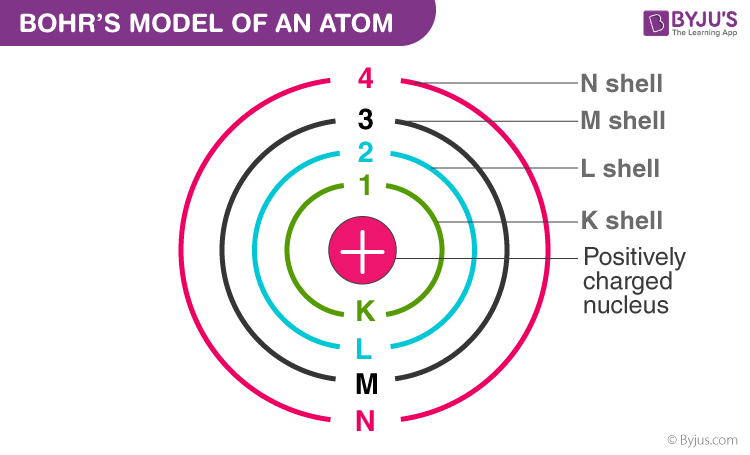 BOHR'S MODEL OF AN ATOM
BYJU'S
The Learning App
4
N shell
3
M shell
2
L shell
1
K shell
Positively
charged
nucleus
K
L
M
N
© Byjus.com